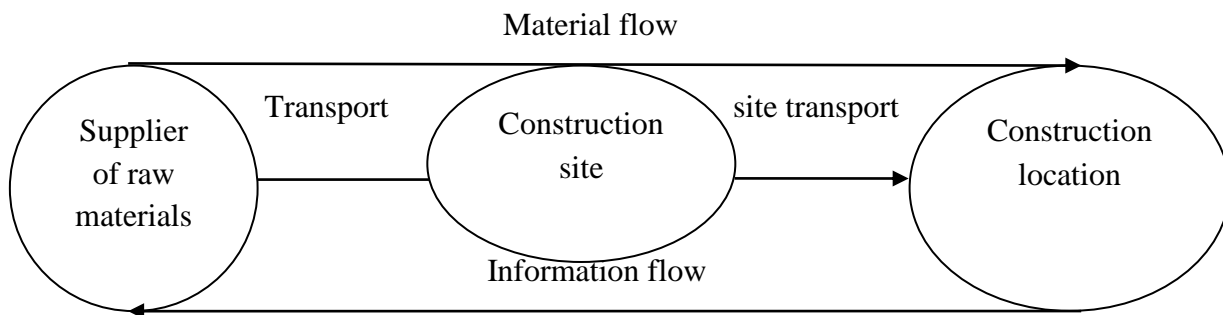 Material flow
Transport
site transport
Supplier
of raw
materials
Construction
site
Construction
location
Information flow